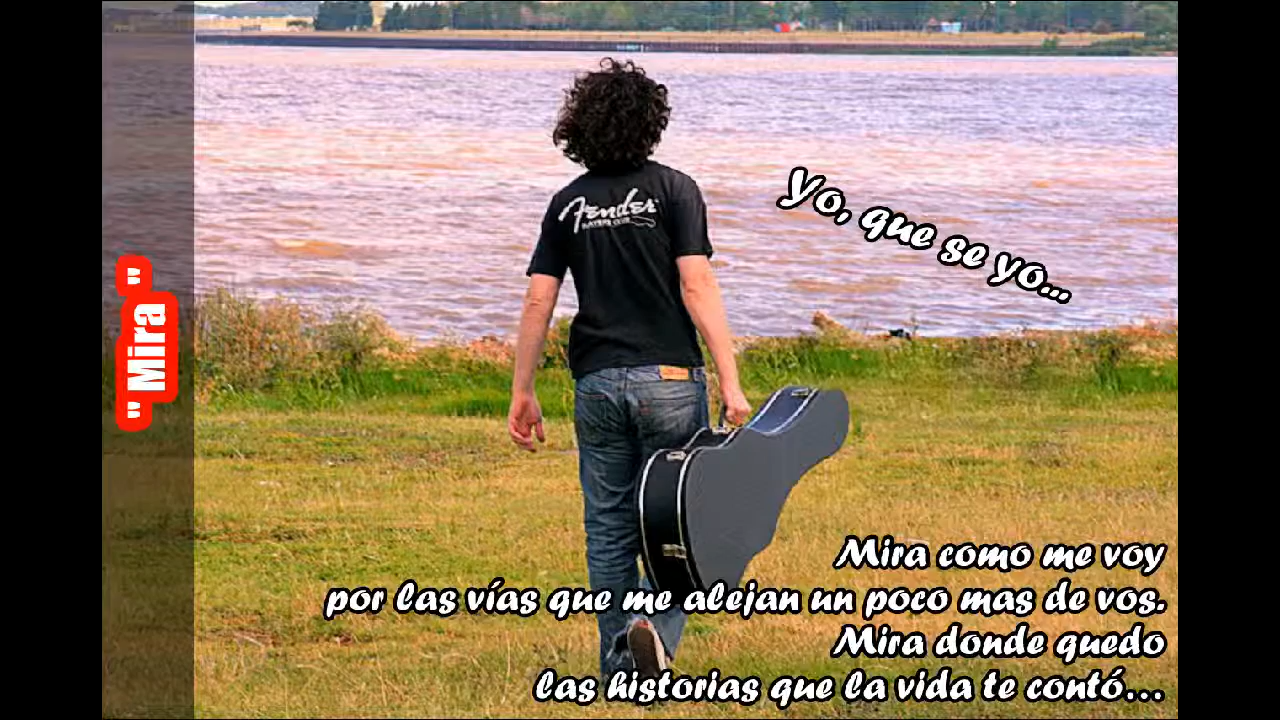 " Mira "
Fender
Yo, que se yo...
Mira como me voy
por las vías que me alejan un poco mas de vos.
Mira donde quedo
las historias que la vida te contó...